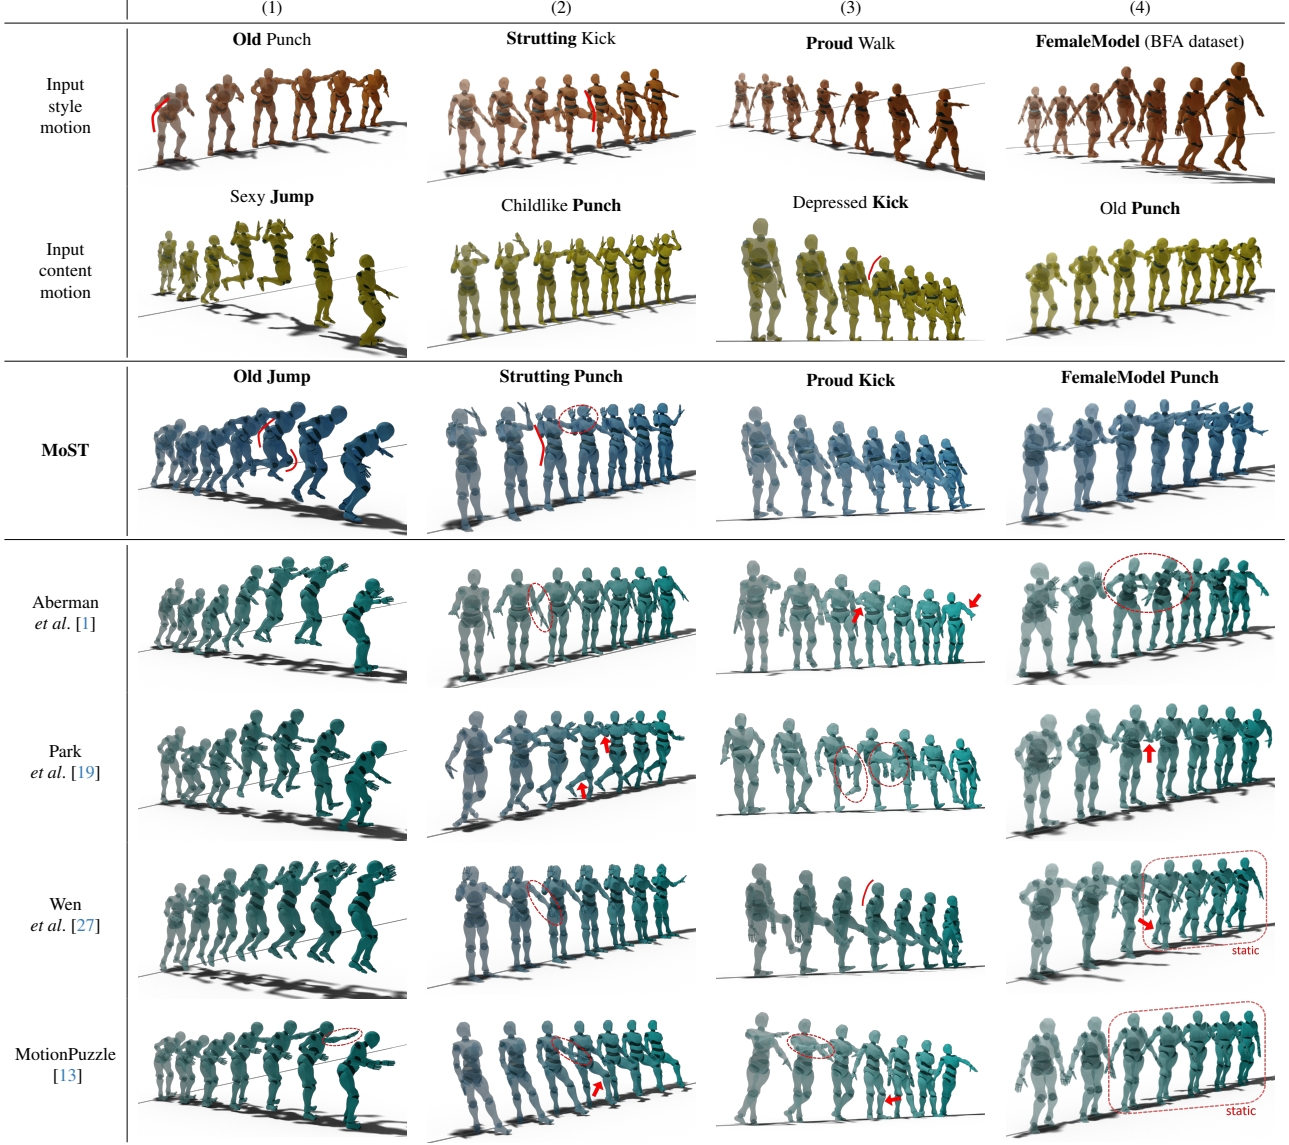 (1) (2) (3) (4)
Input
style
motion
Old Punch
Strutting Kick
Proud Walk
FemaleModel (BFA dataset)
Input
content
motion
Sexy Jump
Childlike Punch
Depressed Kick
Old Punch
MoST
Old Jump
Strutting Punch
Proud Kick
FemaleModel Punch
Aberman
et al. [1]
Park
et al. [19]
Wen
et al. [27]
static
MotionPuzzle
[13]
static